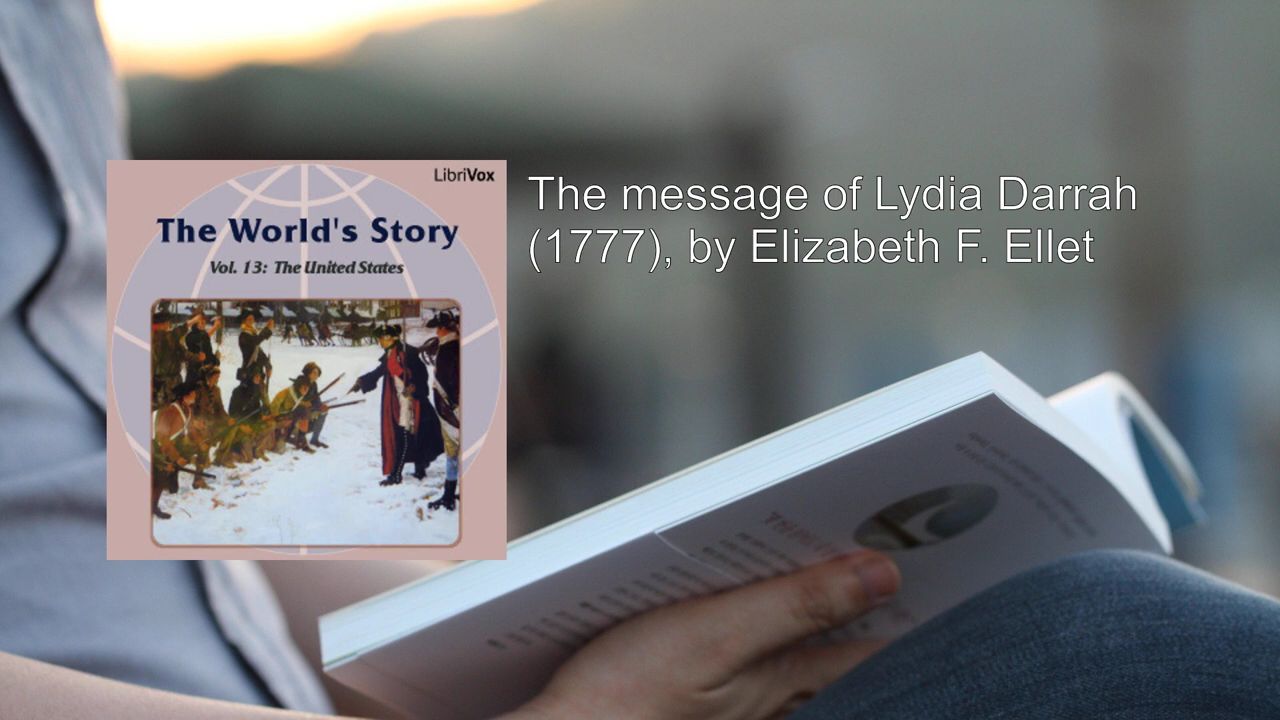 LibriVox
The World's Story
Vol. 13: The United States
The message of Lydia Darrah
(1777), by Elizabeth F. Ellet